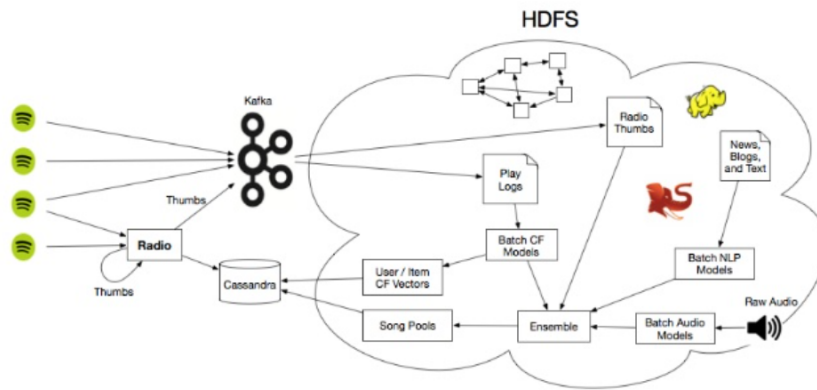 HDFS
Kafka
Radio
Thumbs
News,
Blogs,
and Text
Play
Logs
Thumbs
Radio
Batch CF
Models
Batch NLP
Models
Thumbs
Cassandra
User / Item
CF Vectors
Raw Audio
Song Pools
Ensemble
Batch Audio
Models